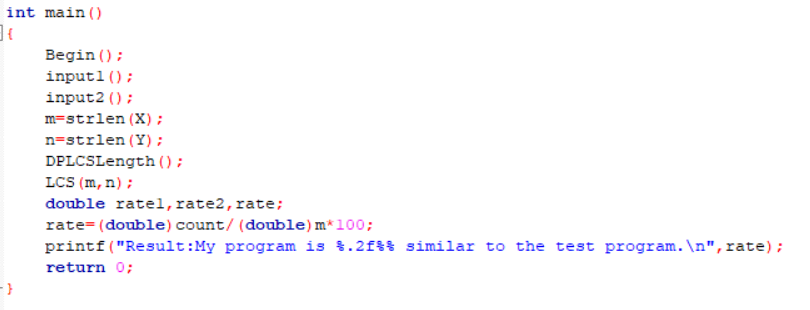 int main()
{
    Begin();
    input1();
    input2();
    m=strlen(X);
    n=strlen(Y);
    DPLCSLength();
    LCS(m,n);
    double rate1,rate2,rate;
    rate=(double)count/(double)m*100;
    printf("Result:My program is %.2f%% similar to the test program.\n",rate);
    return 0;
}